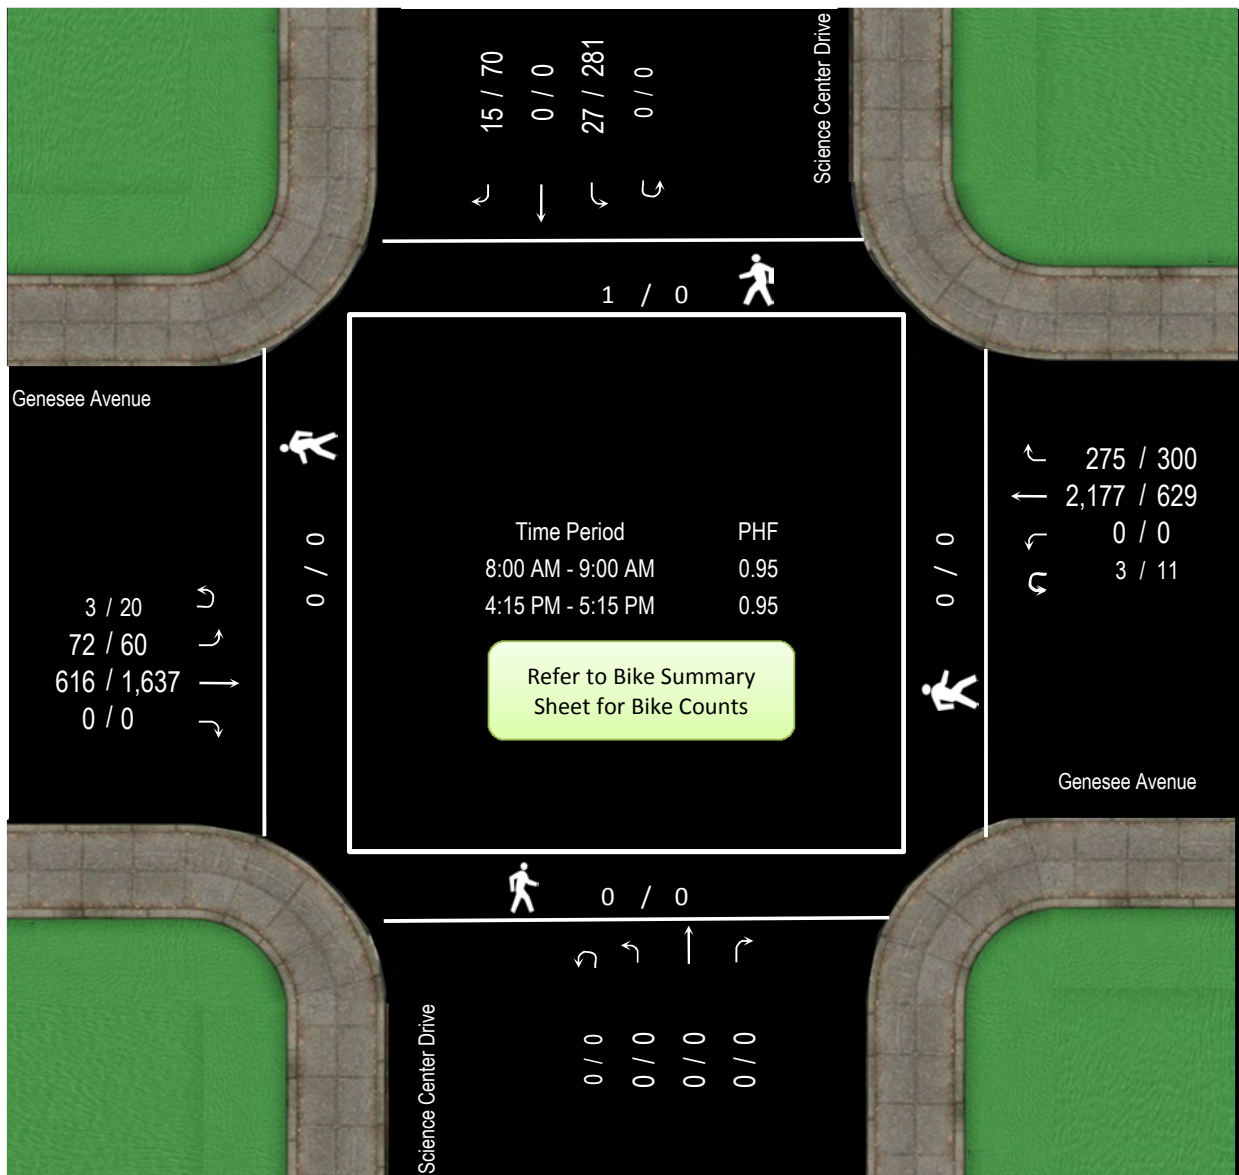 15 / 70
0 / 0
27 / 281
0 / 0
Science Center Drive
1 / 0
Genesee Avenue
0 / 0
3 / 20
72 / 60
616 / 1,637
0 / 0
Time Period PHF
8:00 AM - 9:00 AM 0.95
4:15 PM - 5:15 PM 0.95
Refer to Bike Summary
Sheet for Bike Counts
0 / 0
275 / 300
2,177 / 629
0 / 0
3 / 11
Genesee Avenue
0 / 0
Science Center Drive
0 / 0
0 / 0
0 / 0
0 / 0